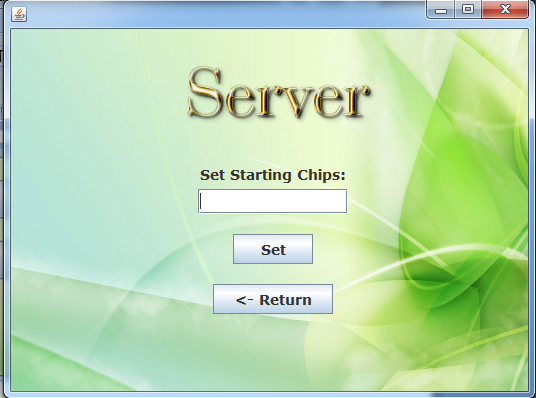 Server
Set Starting Chips:
Set
<- Return